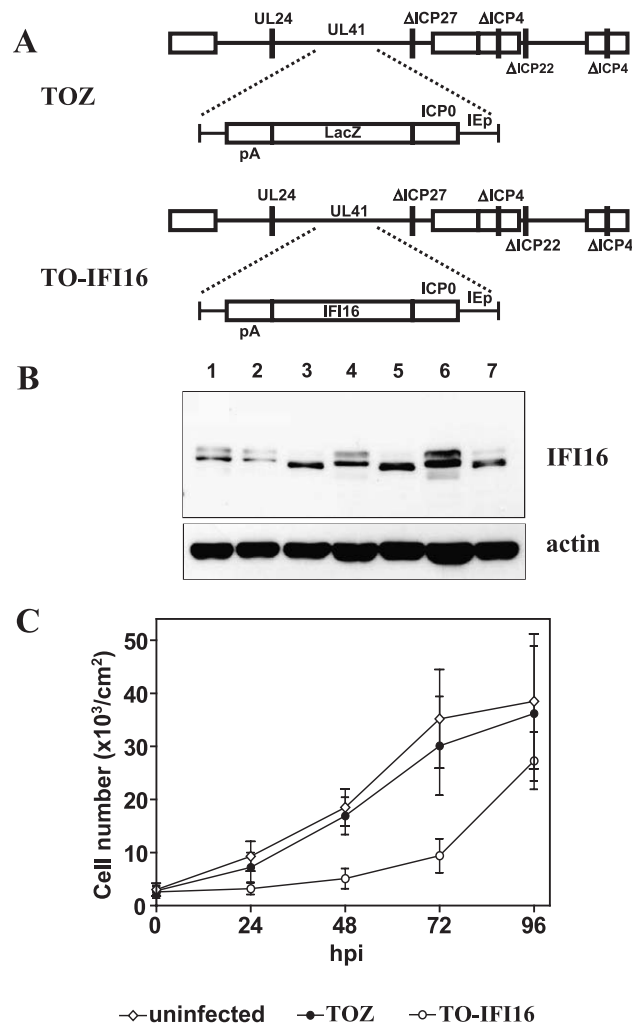 A
UL24 UL41 ΔICP27 ΔICP4
ΔICP22 ΔICP4
TOZ
ICP0
LacZ IEp
pA
UL24 UL41 ΔICP27 ΔICP4
ΔICP22 ΔICP4
TO-IFI16
ICP0
IFI16 IEp
pA
B
1 2 3 4 5 6 7
IFI16
actin
C
Cell number (x10³/cm²)
50
40
30
20
10
0
0 24 48 72 96
hpi
uninfected TOZ TO-IFI16